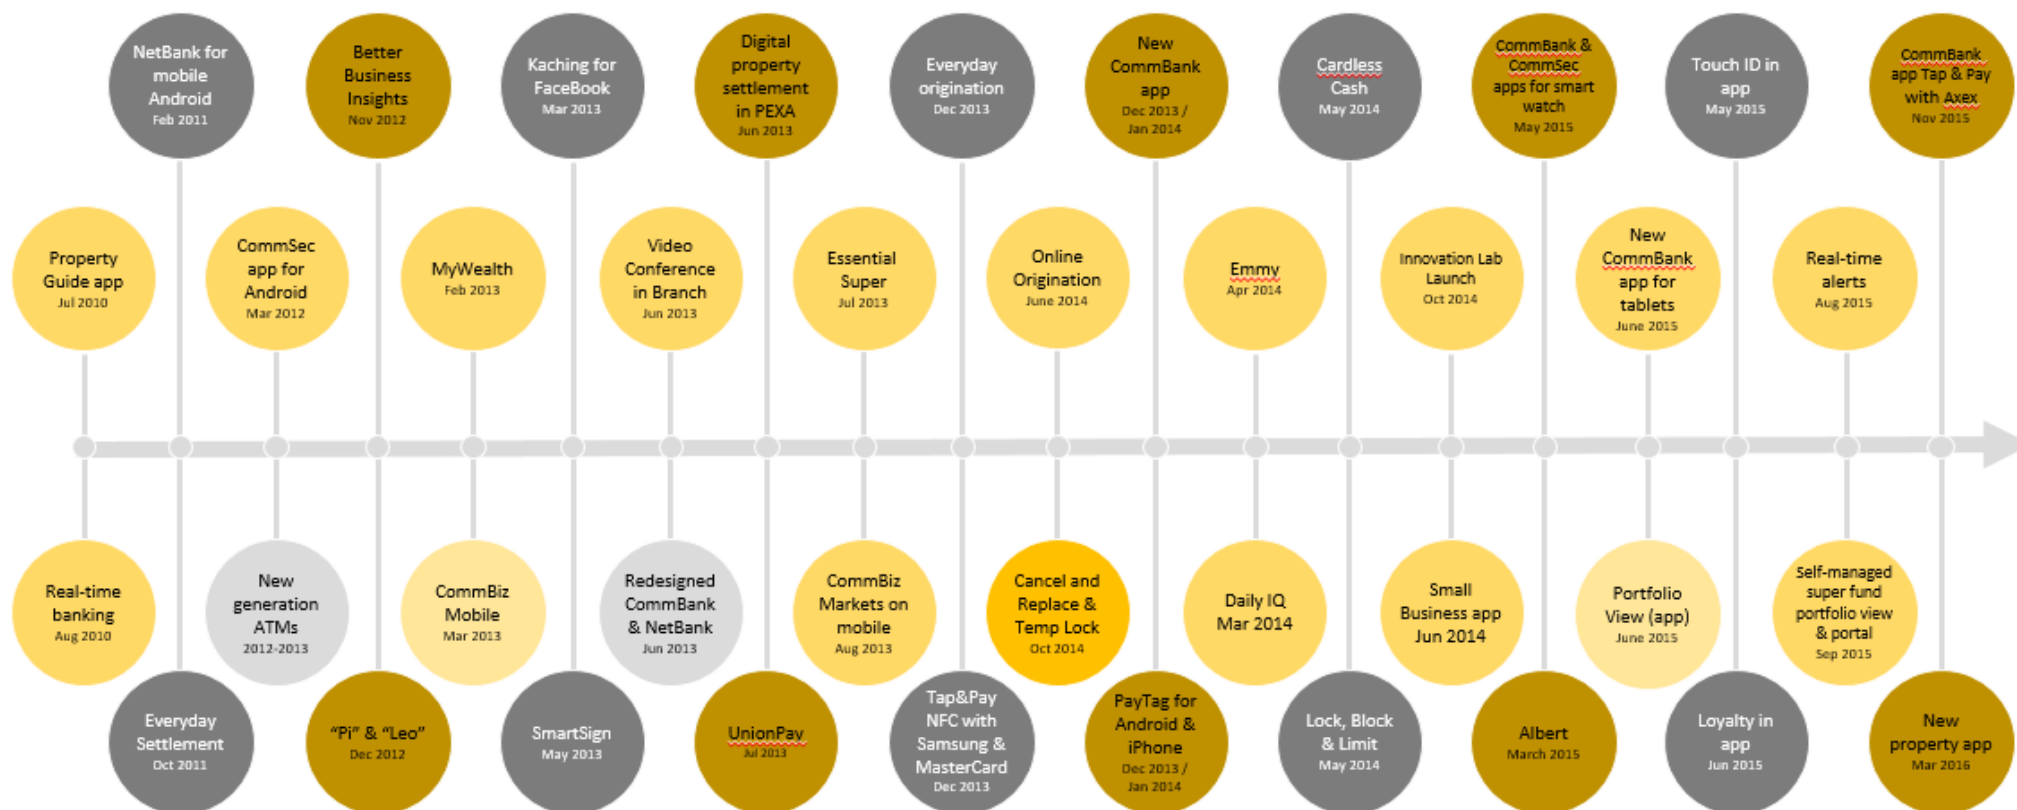 NetBank for
mobile
Android
Feb 2011
Better
Business
Insights
Nov 2012
Kaching for
FaceBook
Mar 2013
Digital
property
settlement
in PEXA
Jun 2013
Everyday
origination
Dec 2013
New
CommBank
app
Dec 2013 /
Jan 2014
Cardless
Cash
May 2014
CommBank &
CommSec
apps for smart
watch
May 2015
Touch ID in
app
May 2015
CommBank
app Tap & Pay
with Axex
Nov 2015
Property
Guide app
Jul 2010
CommSec
app for
Android
Mar 2012
MyWealth
Feb 2013
Video
Conference
in Branch
Jun 2013
Essential
Super
Jul 2013
Online
Origination
June 2014
Emmy
Apr 2014
Innovation Lab
Launch
Oct 2014
New
CommBank
app for
tablets
June 2015
Real-time
alerts
Aug 2015
Real-time
banking
Aug 2010
New
generation
ATMs
2012-2013
CommBiz
Mobile
Mar 2013
Redesigned
CommBank
& NetBank
Jun 2013
CommBiz
Markets on
mobile
Aug 2013
Cancel and
Replace &
Temp Lock
Oct 2014
Daily IQ
Mar 2014
Small
Business app
Jun 2014
Portfolio
View (app)
June 2015
Self-managed
super fund
portfolio view
& portal
Sep 2015
Everyday
Settlement
Oct 2011
"Pi" & "Leo"
Dec 2012
SmartSign
May 2013
UnionPay
Jul 2013
Tap&Pay
NFC with
Samsung &
MasterCard
Dec 2013
PayTag for
Android &
iPhone
Dec 2013 /
Jan 2014
Lock, Block
& Limit
May 2014
Albert
March 2015
Loyalty in
app
Jun 2015
New
property app
Mar 2016